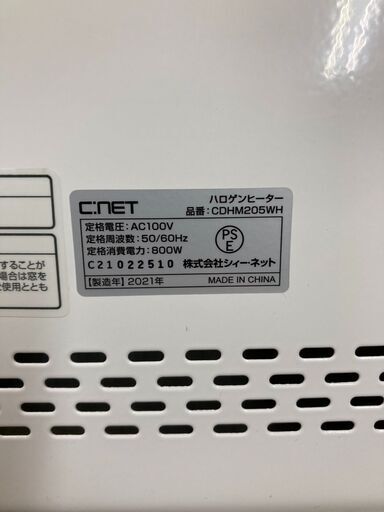 C:NET
ハロゲンヒーター
品番：CDHM205WH
定格電圧：AC100V
定格周波数：50/60Hz
定格消費電力：800W
PS
E
C21022510
株式会社シィー・ネット
【製造年】2021年
MADE IN CHINA
することが
場合は窓を
な使用ととも